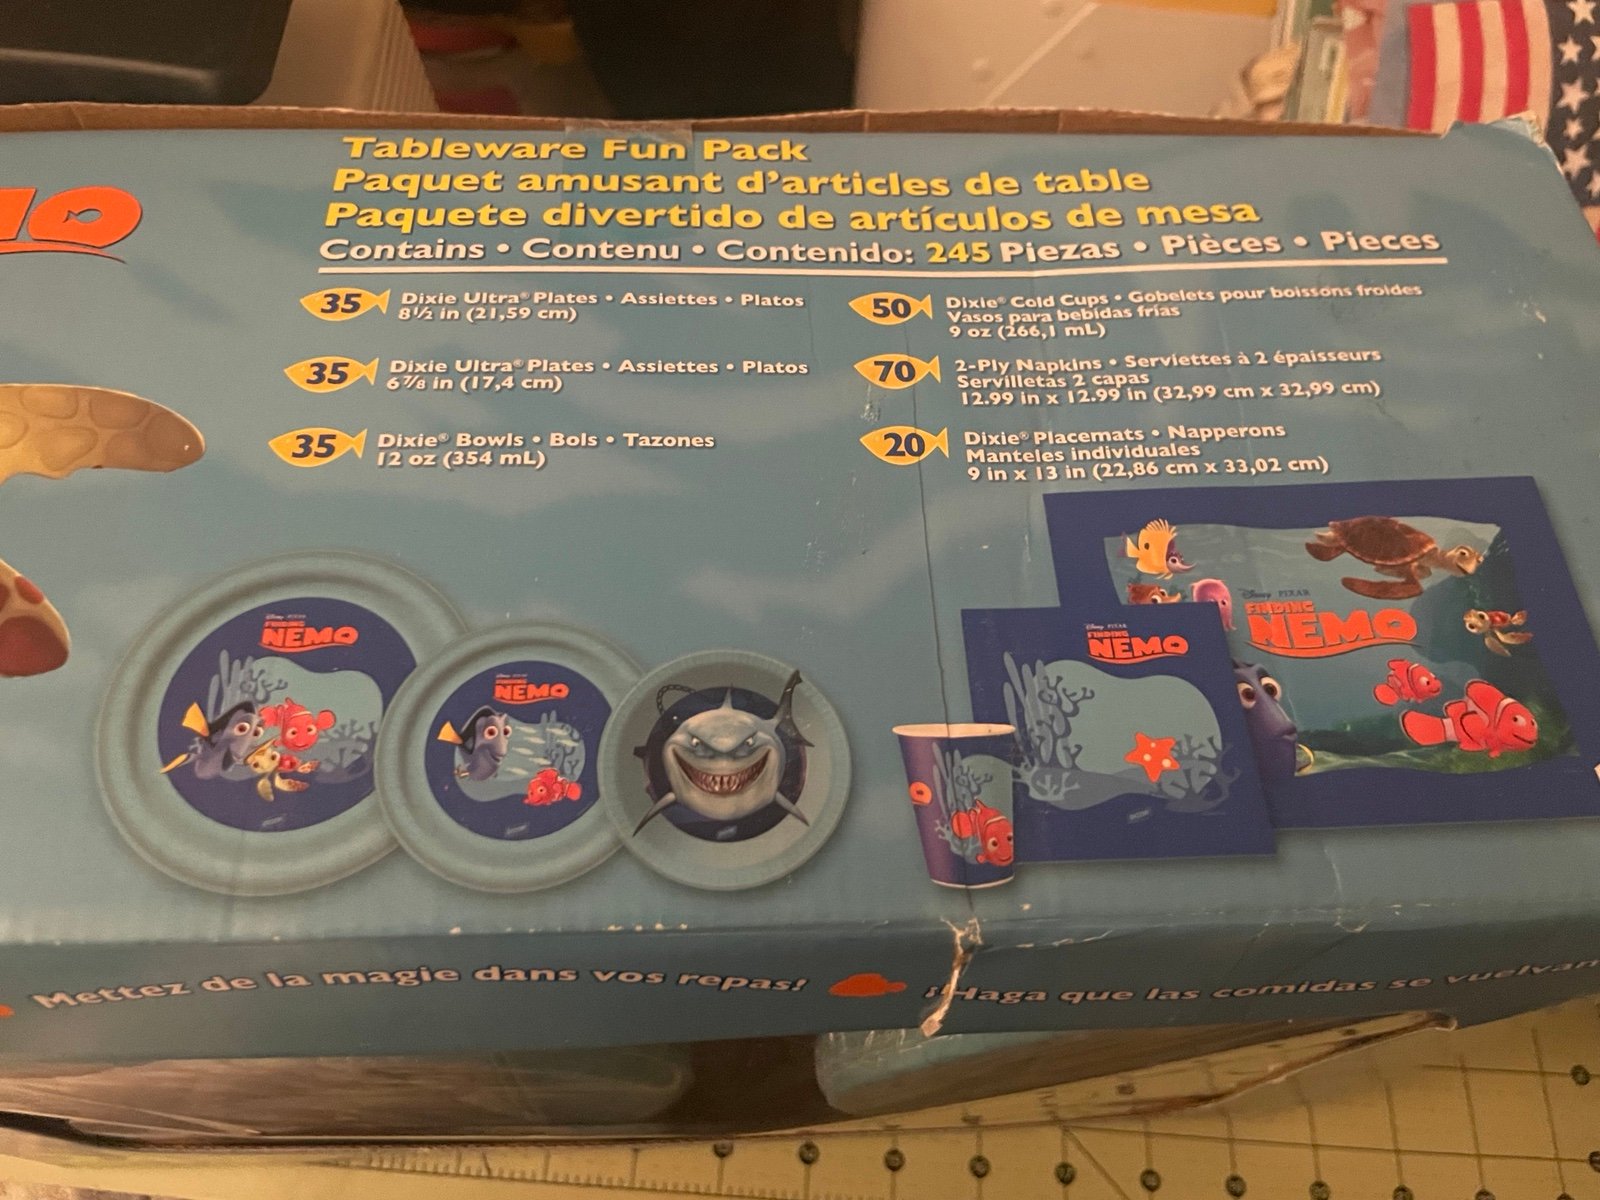 Tableware Fun Pack
Paquet amusant d'articles de table
Paquete divertido de artículos de mesa
Contains • Contenu • Contenido: 245 Piezas • Pièces • Pieces
35 Dixie Ultra® Plates • Assiettes • Platos
8½ in (21,59 cm)
35 Dixie Ultra® Plates • Assiettes • Platos
6⅞ in (17,4 cm)
35 Dixie® Bowls • Bols • Tazones
12 oz (354 mL)
50 Dixie® Cold Cups • Gobelets pour boissons froides
Vasos para bebidas frías
9 oz (266,1 mL)
70 2-Ply Napkins • Serviettes à 2 épaisseurs
Servilletas 2 capas
12.99 in x 12.99 in (32,99 cm x 32,99 cm)
20 Dixie® Placemats • Napperons
Manteles individuales
9 in x 13 in (22,86 cm x 33,02 cm)
Disney PIXAR
FINDING
NEMO
FINDING
NEMO
Disney PIXAR
FINDING
NEMO
Disney PIXAR
FINDING
NEMO
Mettez de la magie dans vos repas!
¡Haga que las comidas se vuelvan